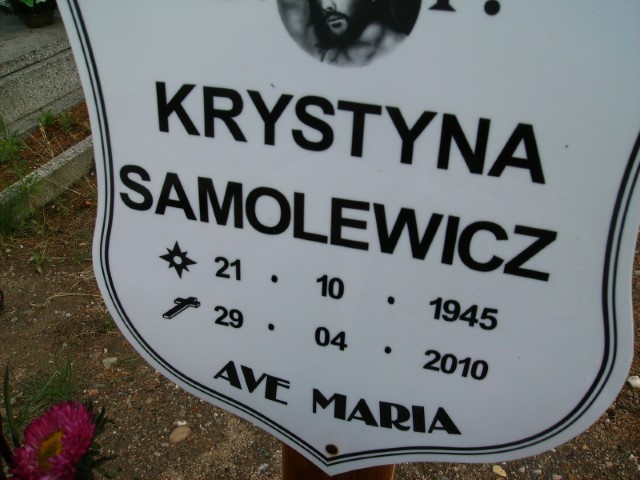 KRYSTYNA
SAMOLEWICZ
21 . 10 . 1945
29 . 04 . 2010
AVE MARIA